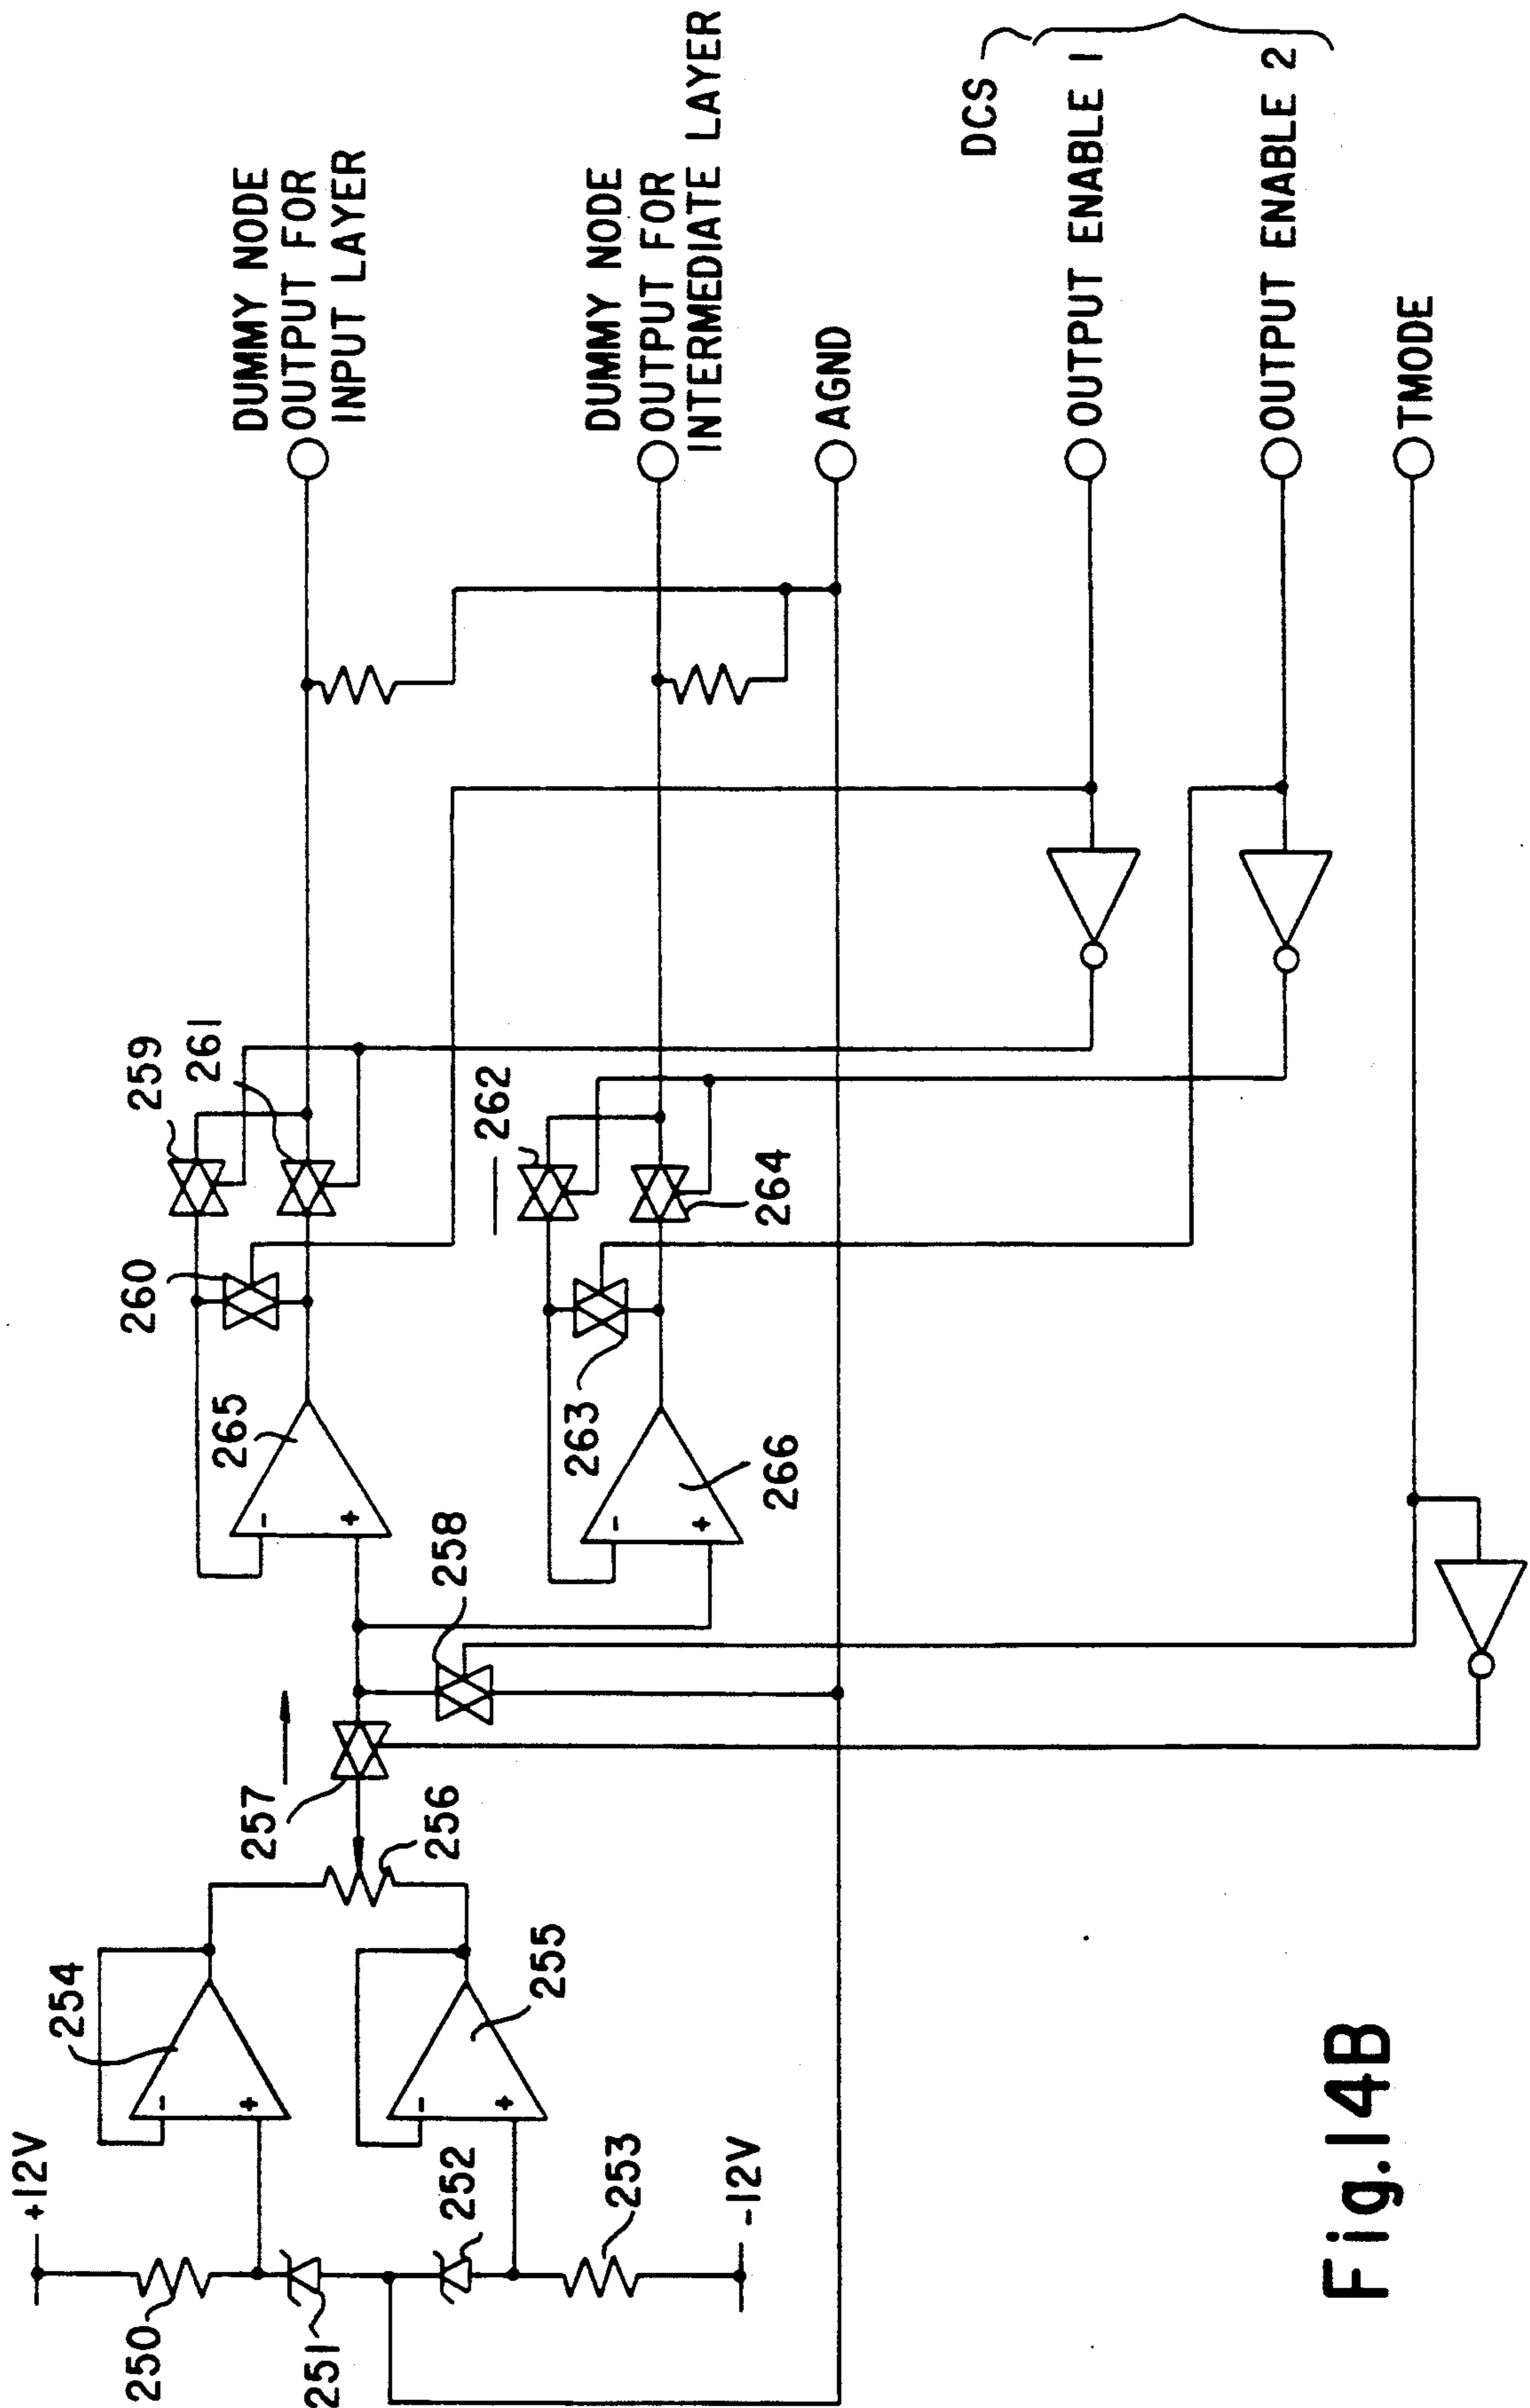 +12V
250
251
252
253
-12V
254
-
+
255
-
+
256
257
258
265
-
+
266
-
+
260
259
261
262
263
264
DUMMY NODE
OUTPUT FOR
INPUT LAYER
DUMMY NODE
OUTPUT FOR
INTERMEDIATE LAYER
AGND
DCS
OUTPUT ENABLE 1
OUTPUT ENABLE 2
TMODE
Fig.14B